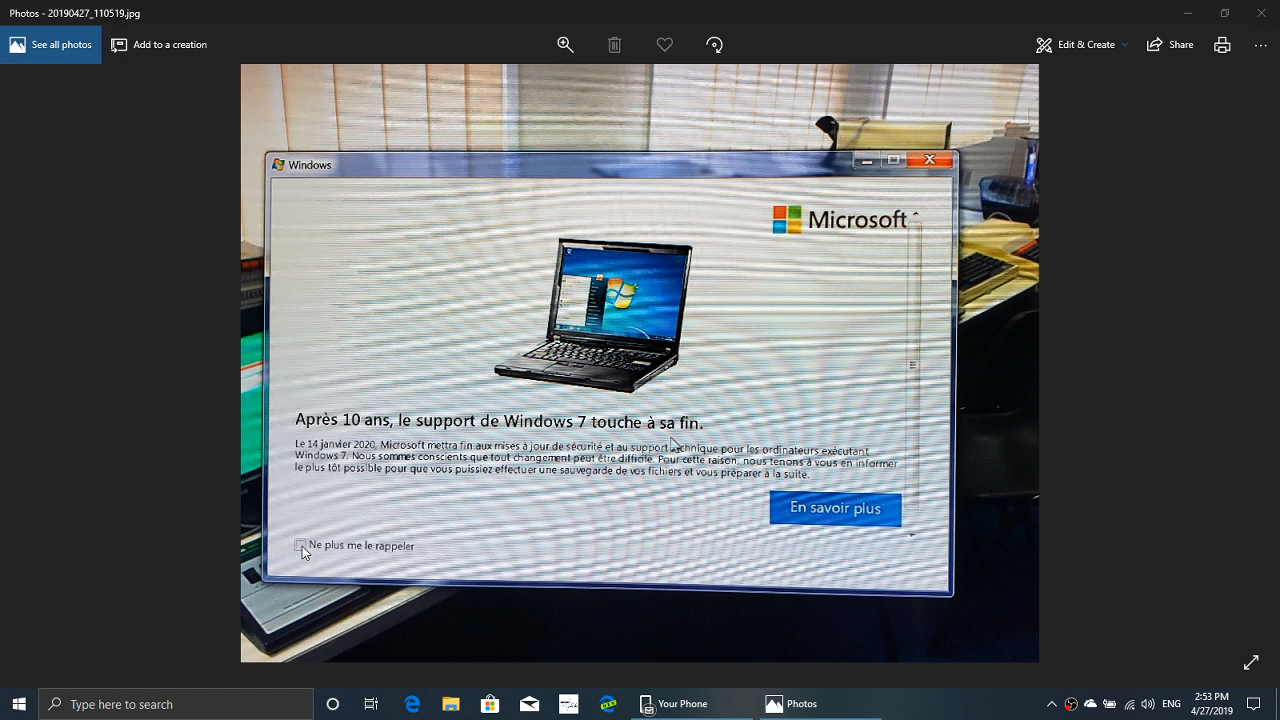 Photos - 20190427_110519.jpg
See all photos
Add to a creation
Edit & Create
Share
Windows
Microsoft
Après 10 ans, le support de Windows 7 touche à sa fin.
Le 14 janvier 2020, Microsoft mettra fin aux mises à jour de sécurité et au support technique pour les ordinateurs exécutant
Windows 7. Nous sommes conscients que tout changement peut être difficile. Pour cette raison, nous tenons à vous en informer
le plus tôt possible pour que vous puissiez effectuer une sauvegarde de vos fichiers et vous préparer à la suite.
En savoir plus
Ne plus me le rappeler
Type here to search
Your Phone
Photos
ENG
2:53 PM
4/27/2019